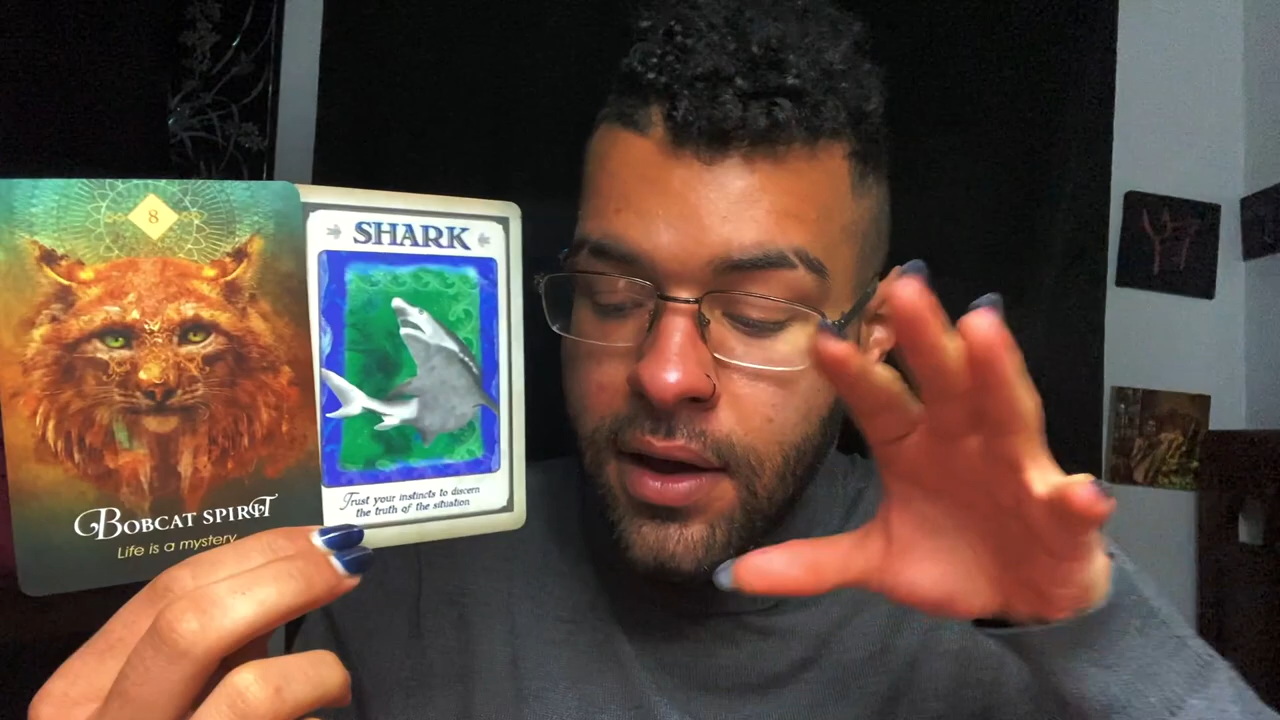 8
BOBCAT SPIRIT
Life is a mystery
SHARK
Trust your instincts to discern
the truth of the situation